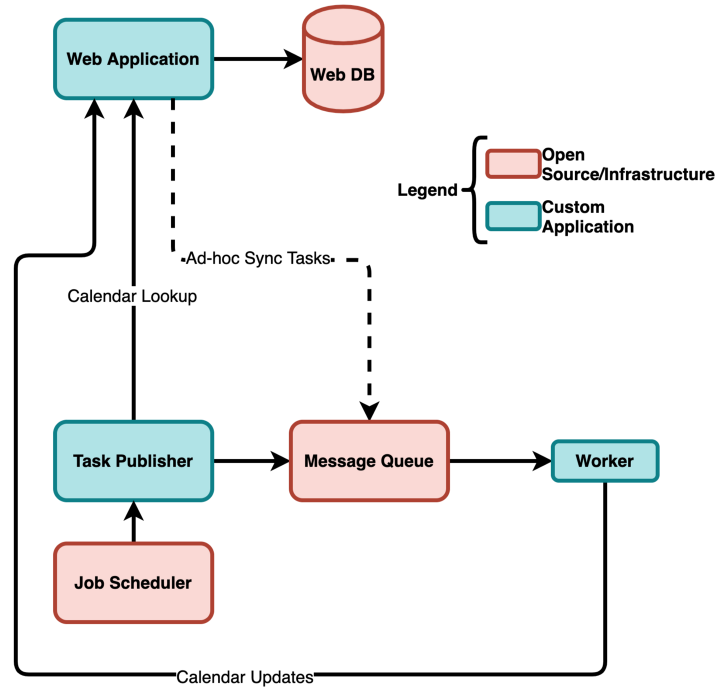 Web Application
Web DB
Open
Source/Infrastructure
Legend
Custom
Application
Ad-hoc Sync Tasks
Calendar Lookup
Task Publisher
Message Queue
Worker
Job Scheduler
Calendar Updates